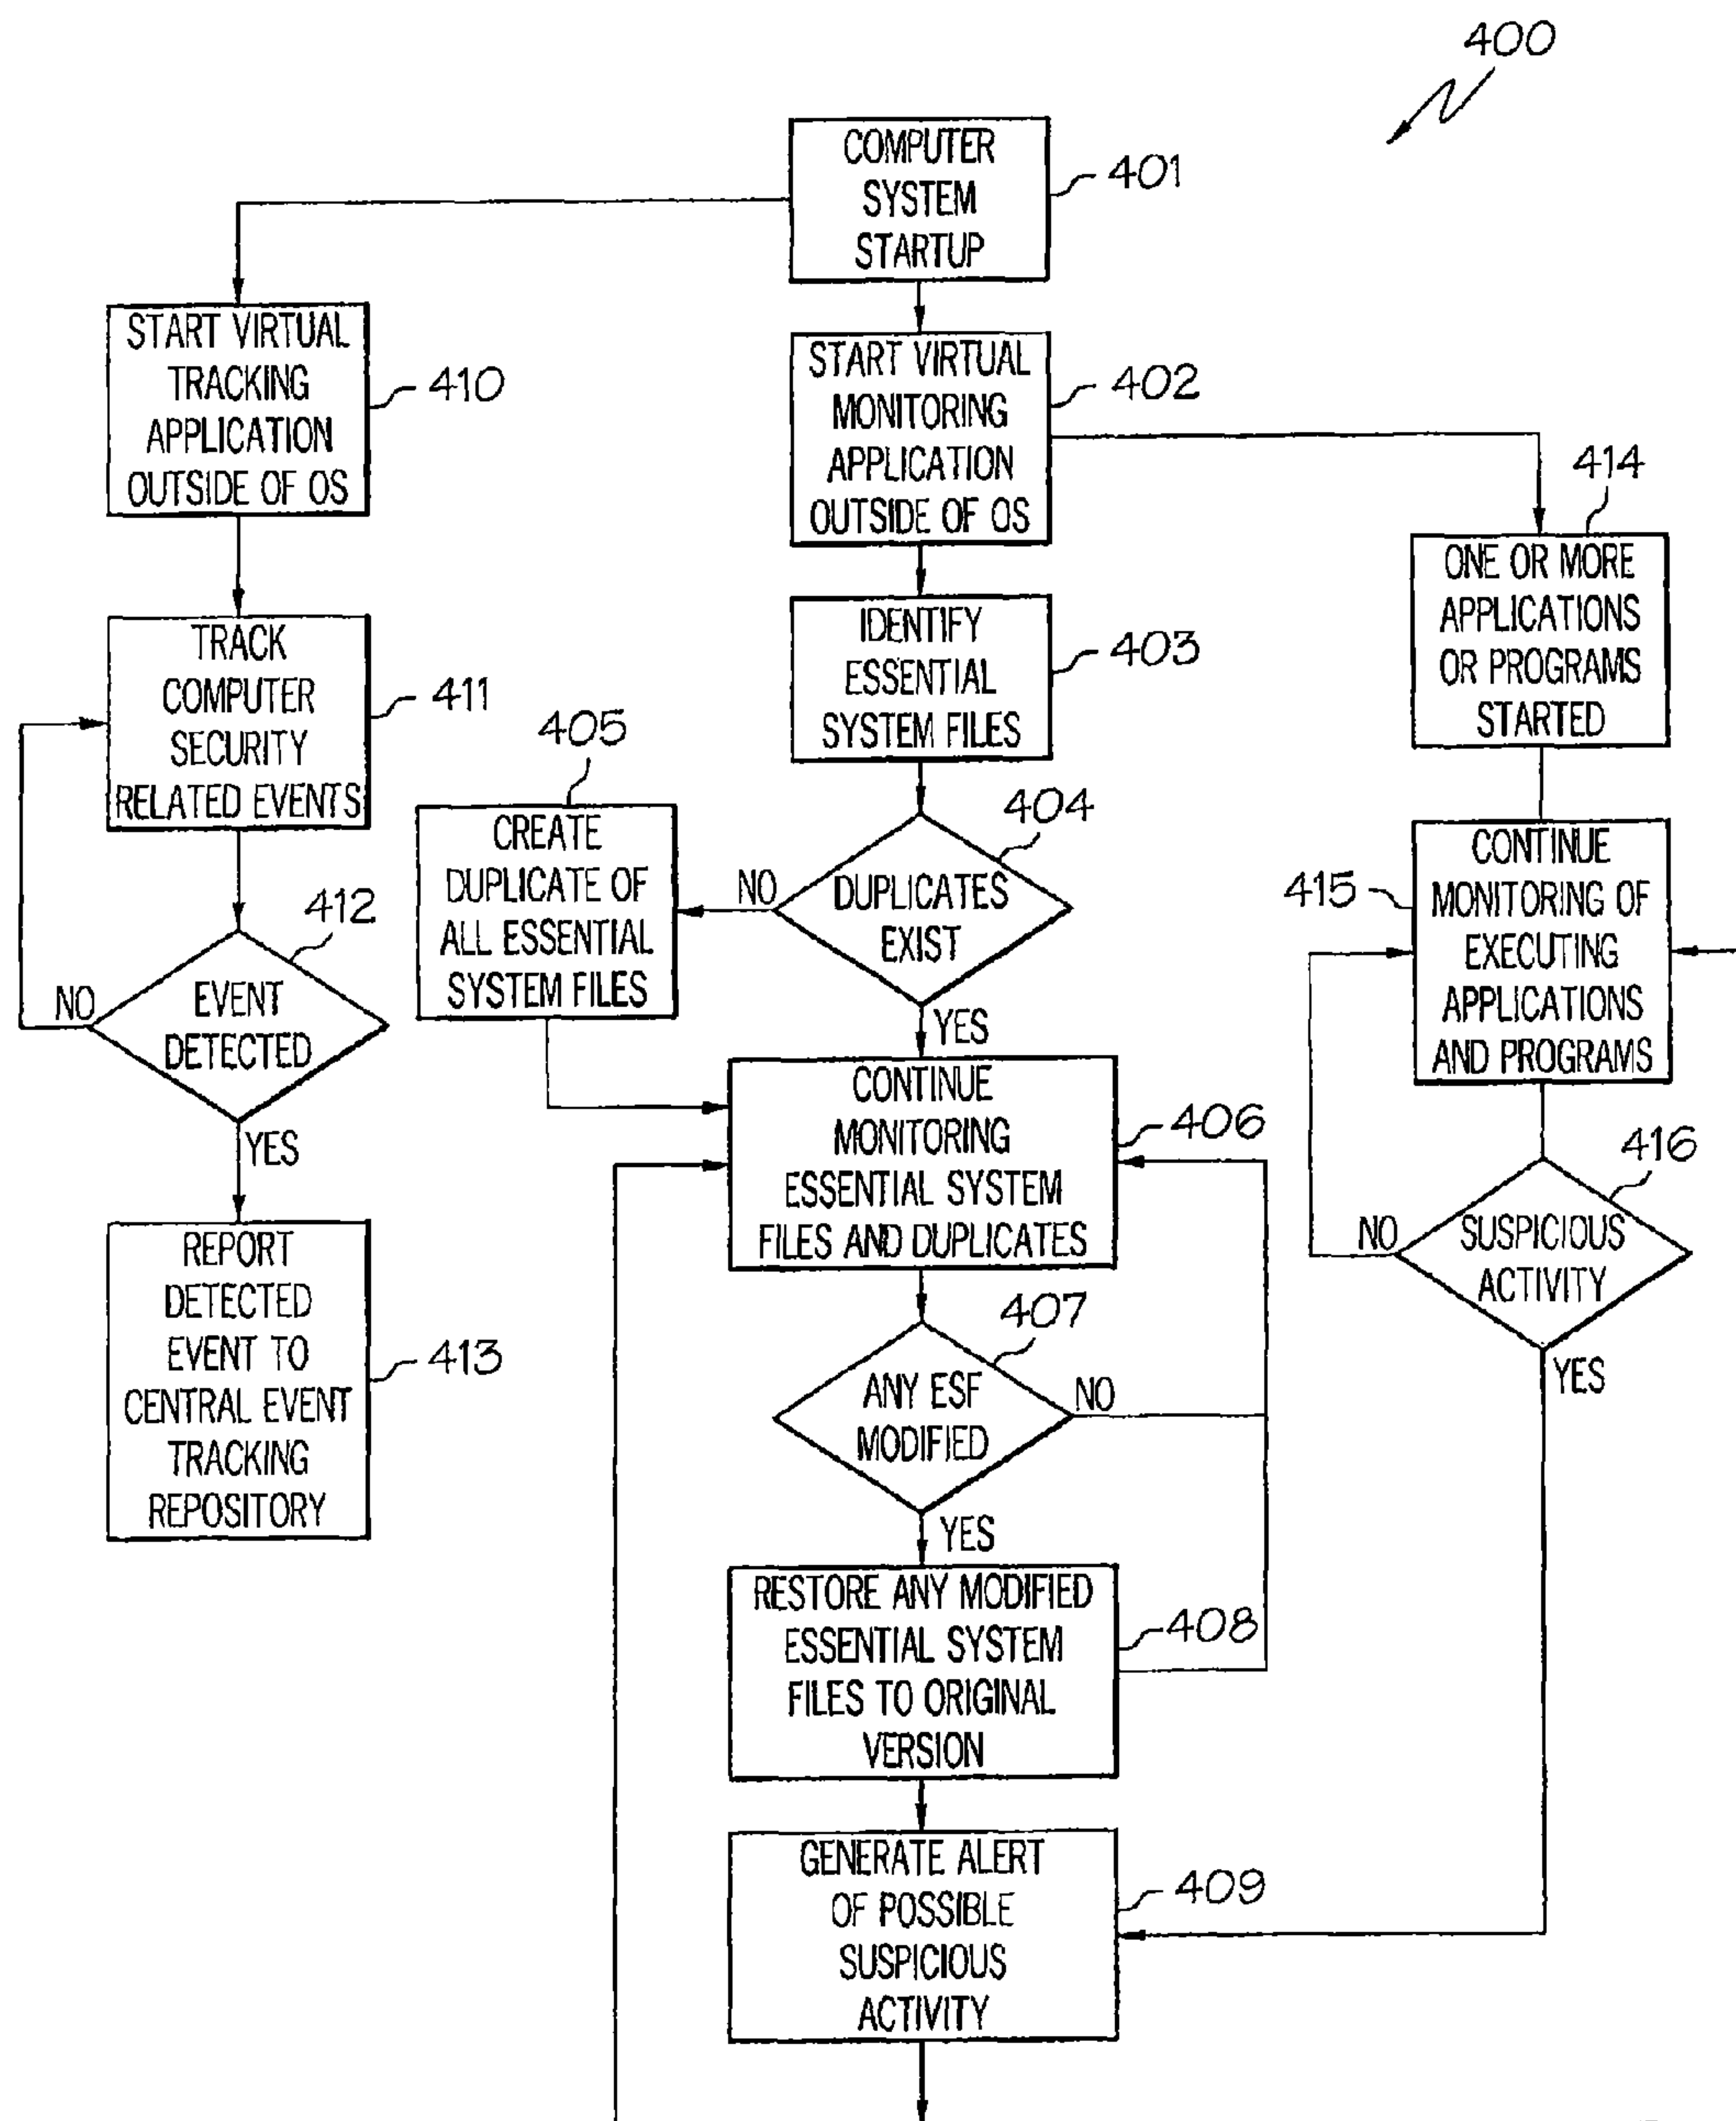 400
COMPUTER
SYSTEM
STARTUP
401
START VIRTUAL
TRACKING
APPLICATION
OUTSIDE OF OS
410
START VIRTUAL
MONITORING
APPLICATION
OUTSIDE OF OS
402
414
ONE OR MORE
APPLICATIONS
OR PROGRAMS
STARTED
IDENTIFY
ESSENTIAL
SYSTEM FILES
403
TRACK
COMPUTER
SECURITY
RELATED EVENTS
411
405
CREATE
DUPLICATE OF
ALL ESSENTIAL
SYSTEM FILES
404
DUPLICATES
EXIST
NO
YES
415
CONTINUE
MONITORING OF
EXECUTING
APPLICATIONS
AND PROGRAMS
412
EVENT
DETECTED
NO
YES
CONTINUE
MONITORING
ESSENTIAL SYSTEM
FILES AND DUPLICATES
406
416
SUSPICIOUS
ACTIVITY
NO
YES
REPORT
DETECTED
EVENT TO
CENTRAL EVENT
TRACKING
REPOSITORY
413
407
ANY ESF
MODIFIED
NO
YES
RESTORE ANY MODIFIED
ESSENTIAL SYSTEM
FILES TO ORIGINAL
VERSION
408
GENERATE ALERT
OF POSSIBLE
SUSPICIOUS
ACTIVITY
409